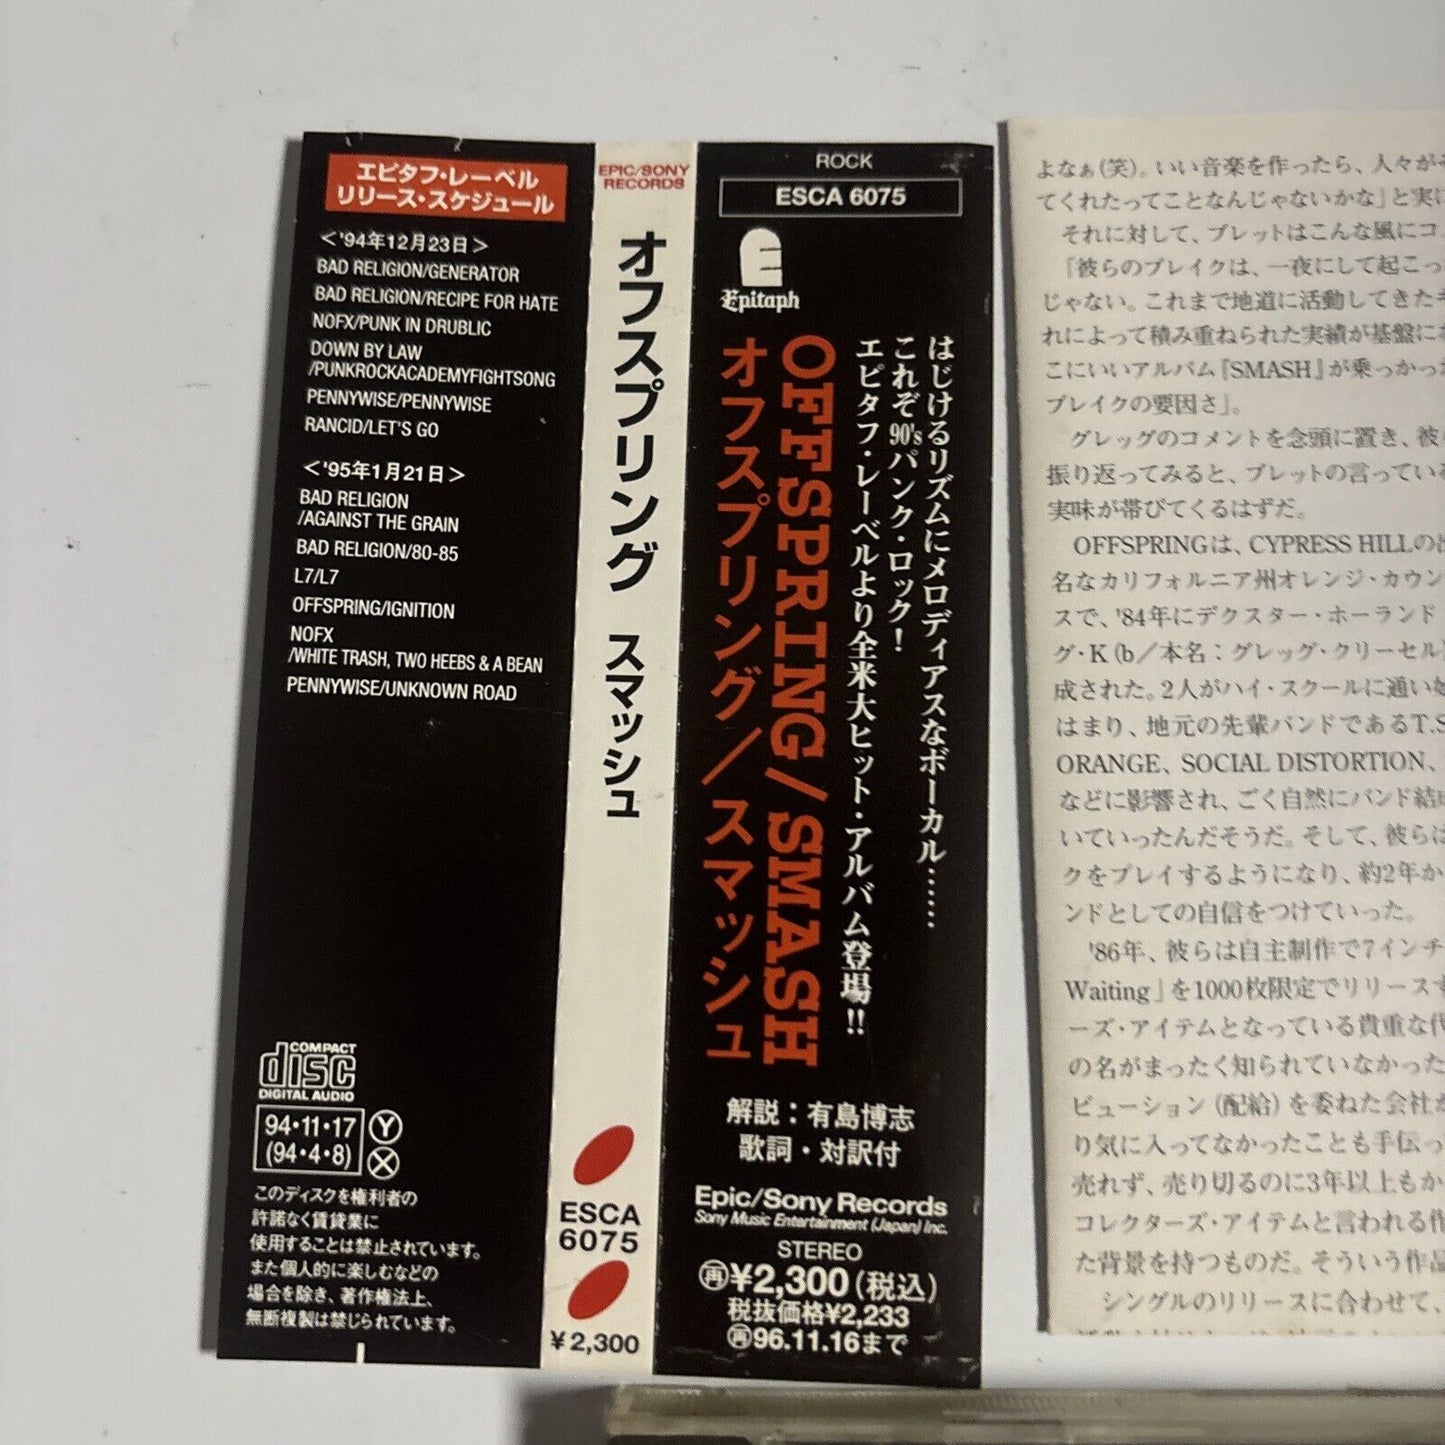 エピタフ・レーベル
リリース・スケジュール
＜'94年12月23日＞
BAD RELIGION/GENERATOR
BAD RELIGION/RECIPE FOR HATE
NOFX/PUNK IN DRUBLIC
DOWN BY LAW
/PUNKROCKACADEMYFIGHTSONG
PENNYWISE/PENNYWISE
RANCID/LET'S GO
＜'95年1月21日＞
BAD RELIGION
/AGAINST THE GRAIN
BAD RELIGION/80-85
L7/L7
OFFSPRING/IGNITION
NOFX
/WHITE TRASH, TWO HEEBS & A BEAN
PENNYWISE/UNKNOWN ROAD
COMPACT
disc
DIGITAL AUDIO
94・11・17 Ⓨ
(94・4・8) Ⓧ
このディスクを権利者の
許諾なく賃貸業に
使用することは禁止されています。
また個人的に楽しむなどの
場合を除き、著作権法上、
無断複製は禁じられています。
EPIC/SONY
RECORDS
オフスプリング スマッシュ
ESCA
6075
¥2,300
ROCK
ESCA 6075
Epitaph
はじけるリズムにメロディアスなボーカル……
これぞ90'sパンク・ロック！
エピタフ・レーベルより全米大ヒット・アルバム登場!!
OFFSPRING/SMASH
オフスプリング／スマッシュ
解説：有島博志
歌詞・対訳付
Epic/Sony Records
Sony Music Entertainment (Japan) Inc.
STEREO
㊢¥2,300(税込)
税抜価格¥2,233
㊢96.11.16まで
よなぁ(笑)。いい音楽を作ったら、人々がそ
てくれたってことなんじゃないかな」と実に
それに対して、ブレットはこんな風にコ
「彼らのブレイクは、一夜にして起こっ
じゃない。これまで地道に活動してきたキ
れによって積み重ねられた実績が基盤にあ
こにいいアルバム『SMASH』が乗っかった
ブレイクの要因さ」。
グレッグのコメントを念頭に置き、彼
振り返ってみると、ブレットの言っている
実味が帯びてくるはずだ。
OFFSPRINGは、CYPRESS HILLの
名なカリフォルニア州オレンジ・カウン
スで、'84年にデクスター・ホーランド
グ・K（b／本名：グレッグ・クリーセル
成された。2人がハイ・スクールに通い
はまり、地元の先輩バンドであるT.S
ORANGE、SOCIAL DISTORTION、
などに影響され、ごく自然にバンド結
いていったんだそうだ。そして、彼らは
クをプレイするようになり、約2年か
ンドとしての自信をつけていった。
'86年、彼らは自主制作で7インチ
Waiting」を1000枚限定でリリースす
ーズ・アイテムとなっている貴重な
の名がまったく知られていなかった
ビューション（配給）を委ねた会社が
り気に入ってなかったことも手伝っ
売れず、売り切るのに3年以上もか
コレクターズ・アイテムと言われる作
た背景を持つものだ。そういう作品
シングルのリリースに合わせて、